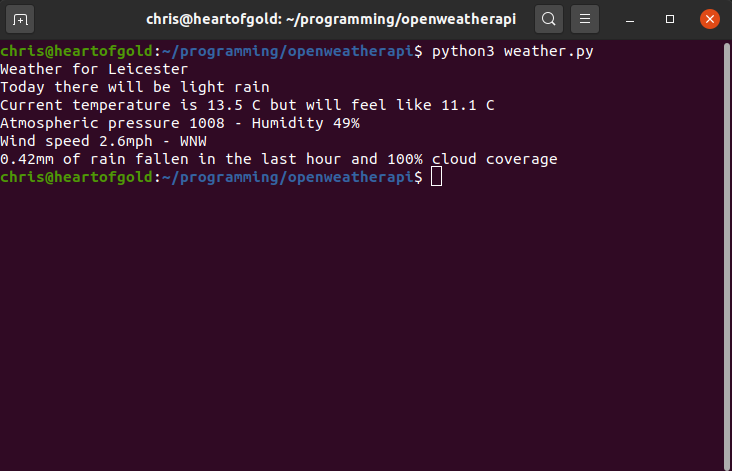 chris@heartofgold: ~/programming/openweatherapi
chris@heartofgold:~/programming/openweatherapi$ python3 weather.py
Weather for Leicester
Today there will be light rain
Current temperature is 13.5 C but will feel like 11.1 C
Atmospheric pressure 1008 - Humidity 49%
Wind speed 2.6mph - WNW
0.42mm of rain fallen in the last hour and 100% cloud coverage
chris@heartofgold:~/programming/openweatherapi$